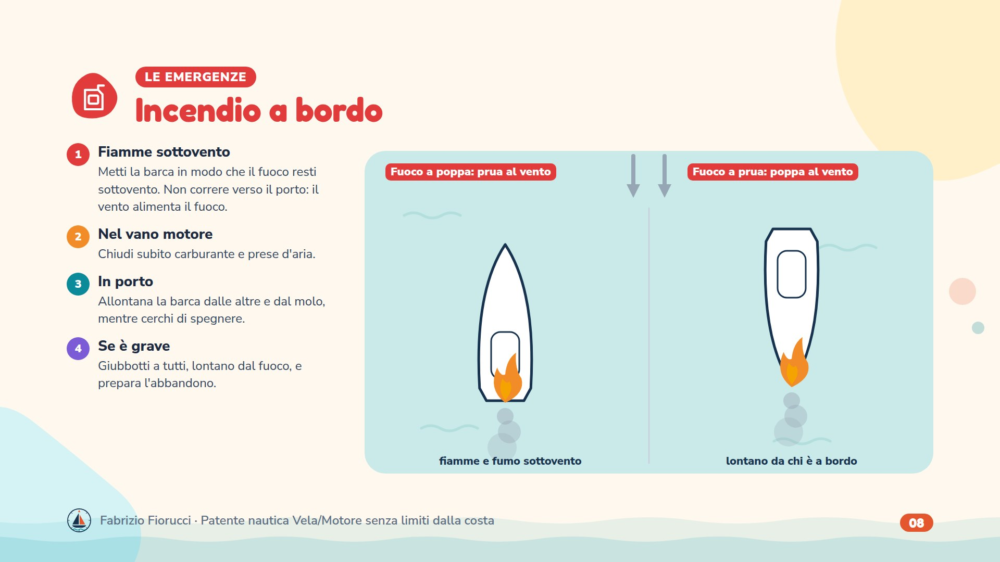 LE EMERGENZE
Incendio a bordo
1
Fiamme sottovento
Metti la barca in modo che il fuoco resti
sottovento. Non correre verso il porto: il
vento alimenta il fuoco.
2
Nel vano motore
Chiudi subito carburante e prese d'aria.
3
In porto
Allontana la barca dalle altre e dal molo,
mentre cerchi di spegnere.
4
Se è grave
Giubbotti a tutti, lontano dal fuoco, e
prepara l'abbandono.
Fuoco a poppa: prua al vento
fiamme e fumo sottovento
Fuoco a prua: poppa al vento
lontano da chi è a bordo
Fabrizio Fiorucci · Patente nautica Vela/Motore senza limiti dalla costa
08